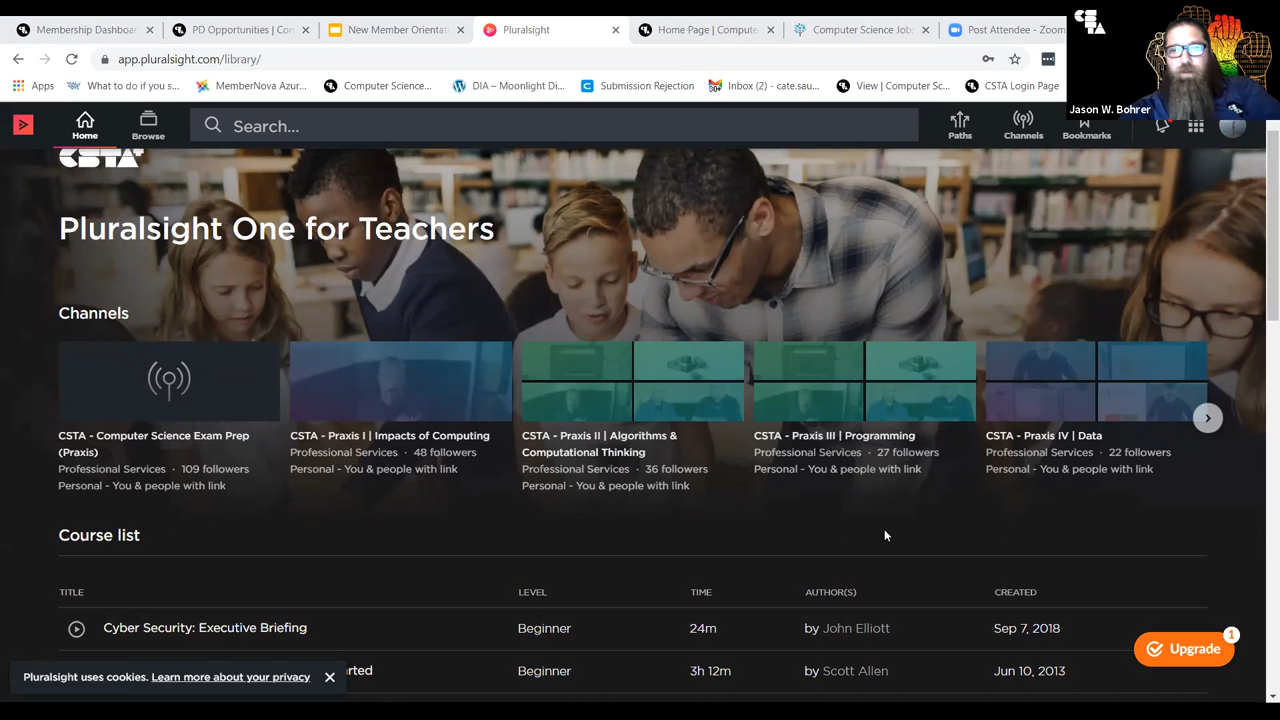 Membership Dashboar
PD Opportunities | Con
New Member Orientat
Pluralsight
Home Page | Compute
Computer Science Job
Post Attendee - Zoom
CSTA
app.pluralsight.com/library/
Apps
What to do if you s...
MemberNova Azur...
Computer Science...
DIA – Moonlight Di...
Submission Rejection
Inbox (2) - cate.sau...
View | Computer Sc...
CSTA Login Page
Jason W. Bohrer
Home
Browse
Search...
Paths
Channels
Bookmarks
CSTA+
Pluralsight One for Teachers
Channels
CSTA - Computer Science Exam Prep
(Praxis)
Professional Services · 109 followers
Personal - You & people with link
CSTA - Praxis I | Impacts of Computing
Professional Services · 48 followers
Personal - You & people with link
CSTA - Praxis II | Algorithms &
Computational Thinking
Professional Services · 36 followers
Personal - You & people with link
CSTA - Praxis III | Programming
Professional Services · 27 followers
Personal - You & people with link
CSTA - Praxis IV | Data
Professional Services · 22 followers
Personal - You & people with link
Course list
TITLE LEVEL TIME AUTHOR(S) CREATED
Cyber Security: Executive Briefing Beginner 24m by John Elliott Sep 7, 2018
arted Beginner 3h 12m by Scott Allen Jun 10, 2013
Upgrade
1
Pluralsight uses cookies. Learn more about your privacy